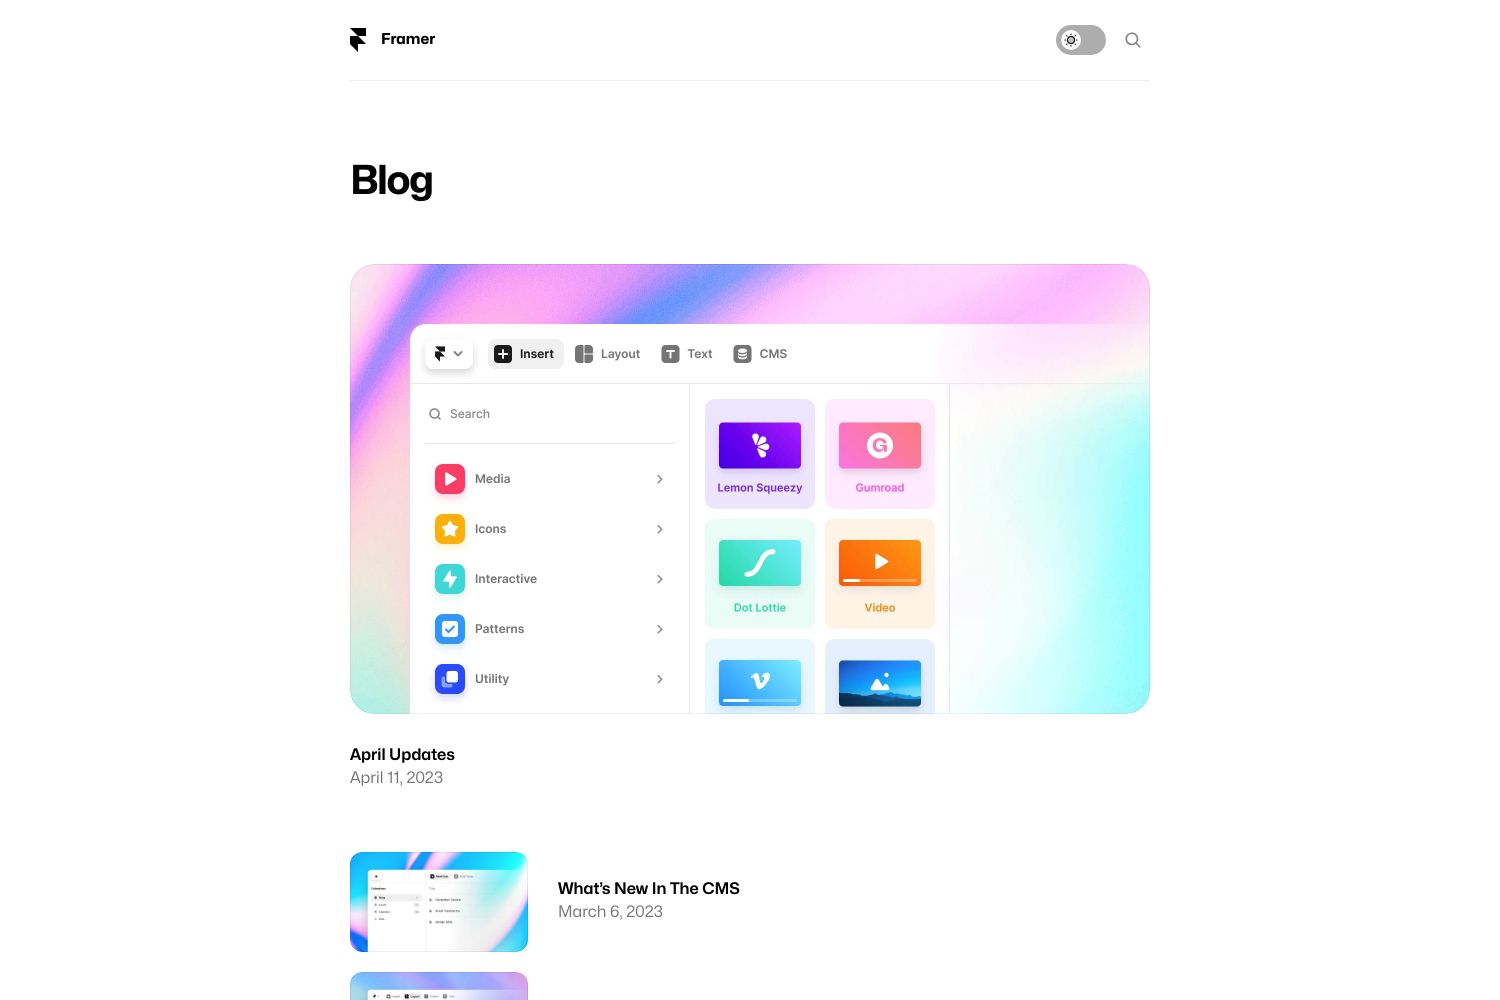 Framer
Blog
Insert
Layout
Text
CMS
Search
Media
Icons
Interactive
Patterns
Utility
Lemon Squeezy
Gumroad
Dot Lottie
Video
April Updates
April 11, 2023
What's New In The CMS
March 6, 2023